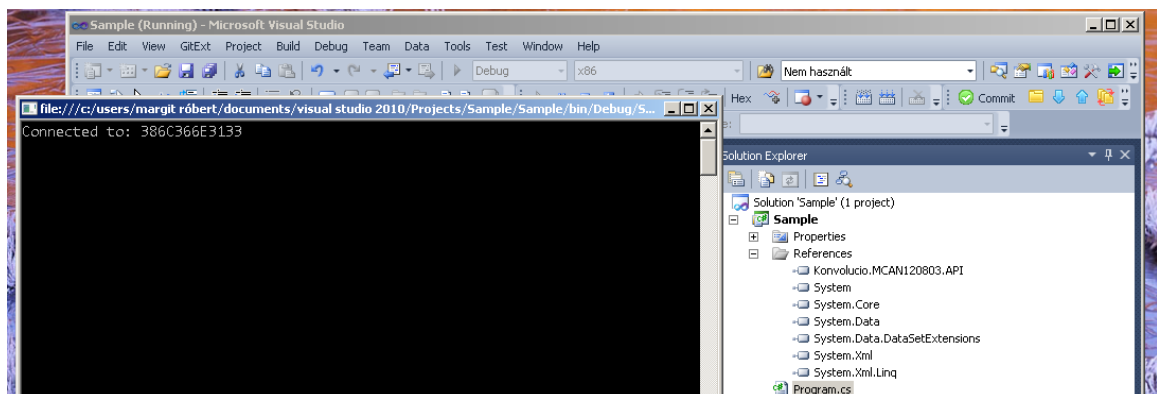 Sample (Running) - Microsoft Visual Studio
File Edit View GitExt Project Build Debug Team Data Tools Test Window Help
Debug x86 Nem használt
Hex Commit
file:///c:/users/margit róbert/documents/visual studio 2010/Projects/Sample/Sample/bin/Debug/S...
Connected to: 386C366E3133
Solution Explorer
Solution 'Sample' (1 project)
Sample
Properties
References
Konvolucio.MCAN120803.API
System
System.Core
System.Data
System.Data.DataSetExtensions
System.Xml
System.Xml.Linq
Program.cs